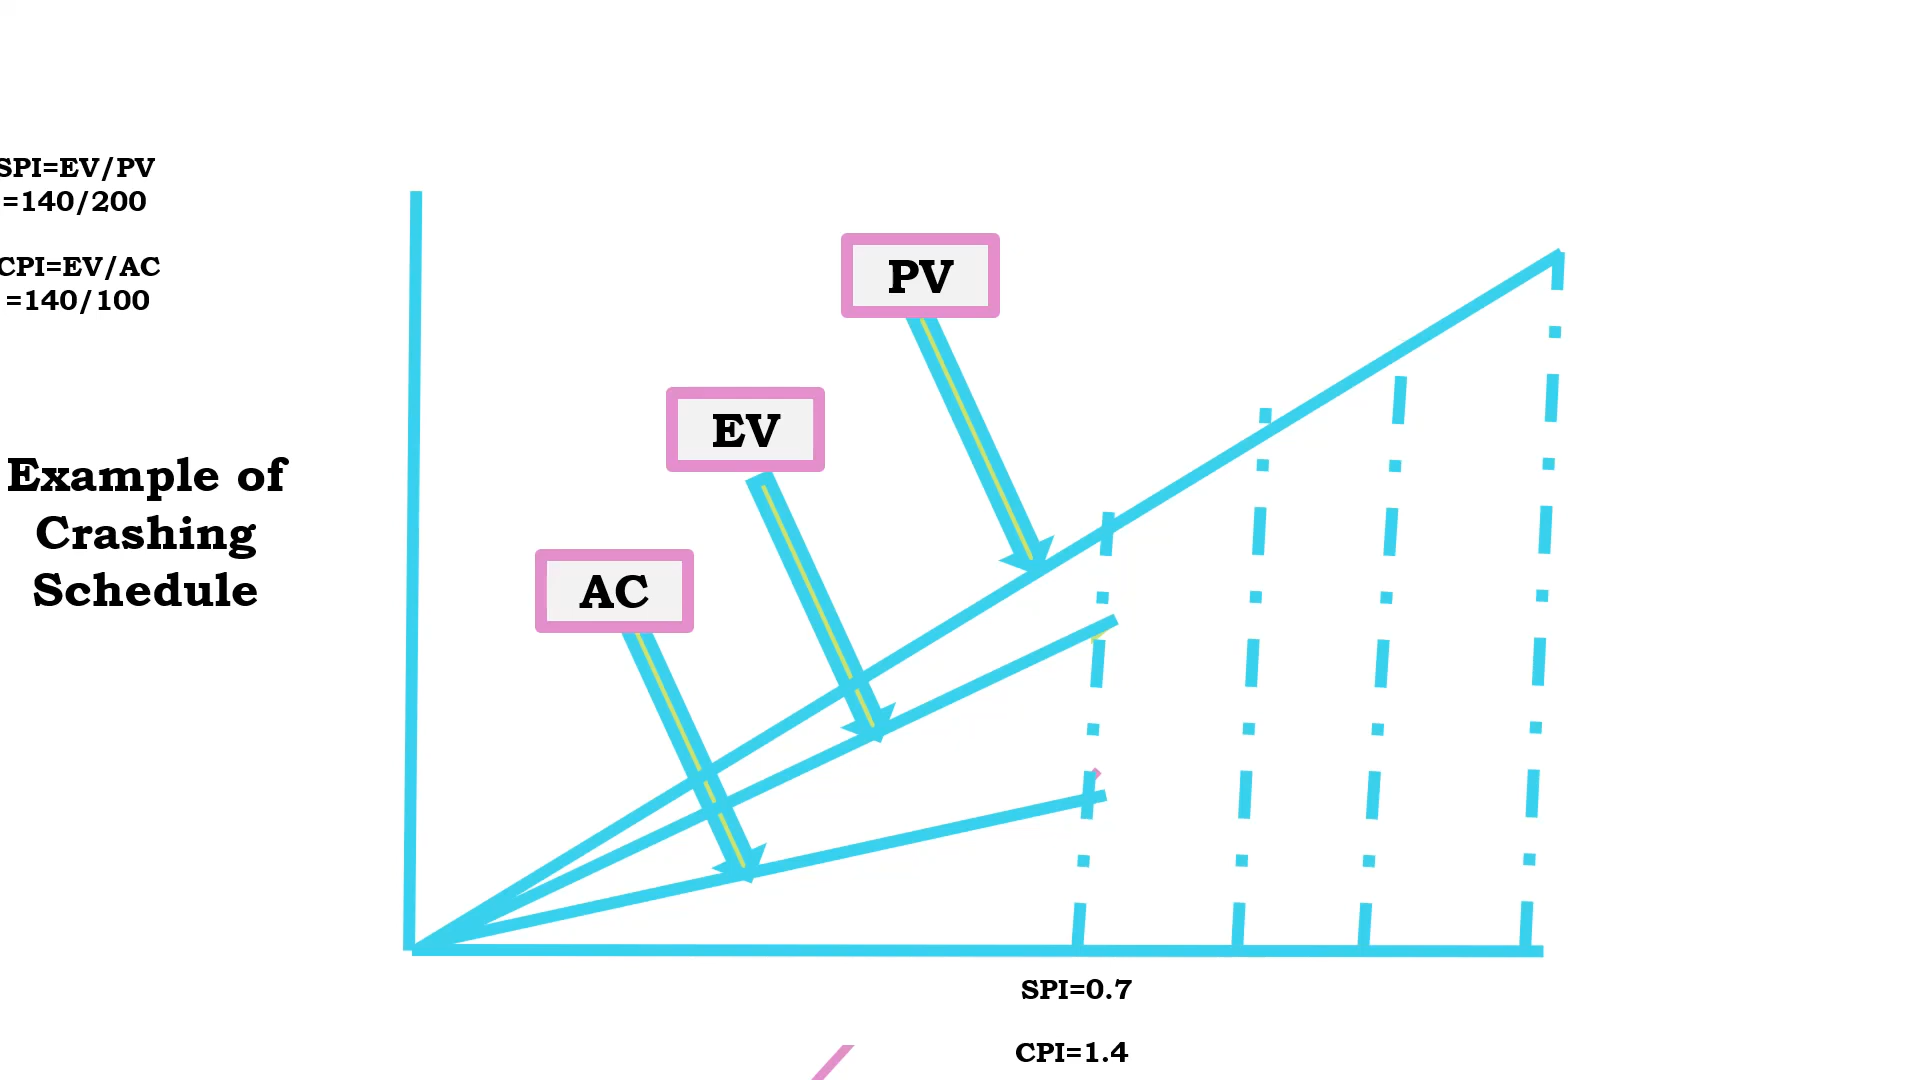 SPI=EV/PV
=140/200
CPI=EV/AC
=140/100
PV
EV
AC
Example of
Crashing
Schedule
SPI=0.7
CPI=1.4